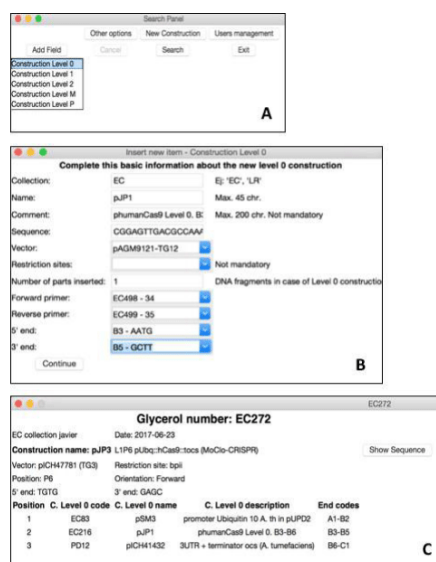 Search Panel
Other options New Construction Users management
Add Field Cancel Search Exit
Construction Level 0
Construction Level 1
Construction Level 2
Construction Level M
Construction Level P
A
Insert new item - Construction Level 0
Complete this basic information about the new level 0 construction
Collection: EC Ej: 'EC', 'LR'
Name: pJP1 Max. 45 chr.
Comment: phumanCas9 Level 0. B: Max. 200 chr. Not mandatory
Sequence: CGGAGTTGACGCCAA
Vector: pAGM9121-TG12
Restriction sites: Not mandatory
Number of parts inserted: 1 DNA fragments in case of Level 0 constructio
Forward primer: EC498 - 34
Reverse primer: EC499 - 35
5' end: B3 - AATG
3' end: B5 - GCTT
Continue
B
EC272
Glycerol number: EC272
EC collection javier Date: 2017-06-23
Construction name: pJP3 L1P6 pUbq::hCas9::tocs (MoClo-CRISPR) Show Sequence
Vector: pICH47781 (TG3) Restriction site: bpii
Position: P6 Orientation: Forward
5' end: TGTG 3' end: GAGC
Position C. Level 0 code C. Level 0 name C. Level 0 description End codes
1 EC83 pSM3 promoter Ubiquitin 10 A. th in pUPD2 A1-B2
2 EC216 pJP1 phumanCas9 Level 0. B3-B6 B3-B5
3 PD12 pICH41432 3UTR + terminator ocs (A. tumefaciens) B6-C1
C